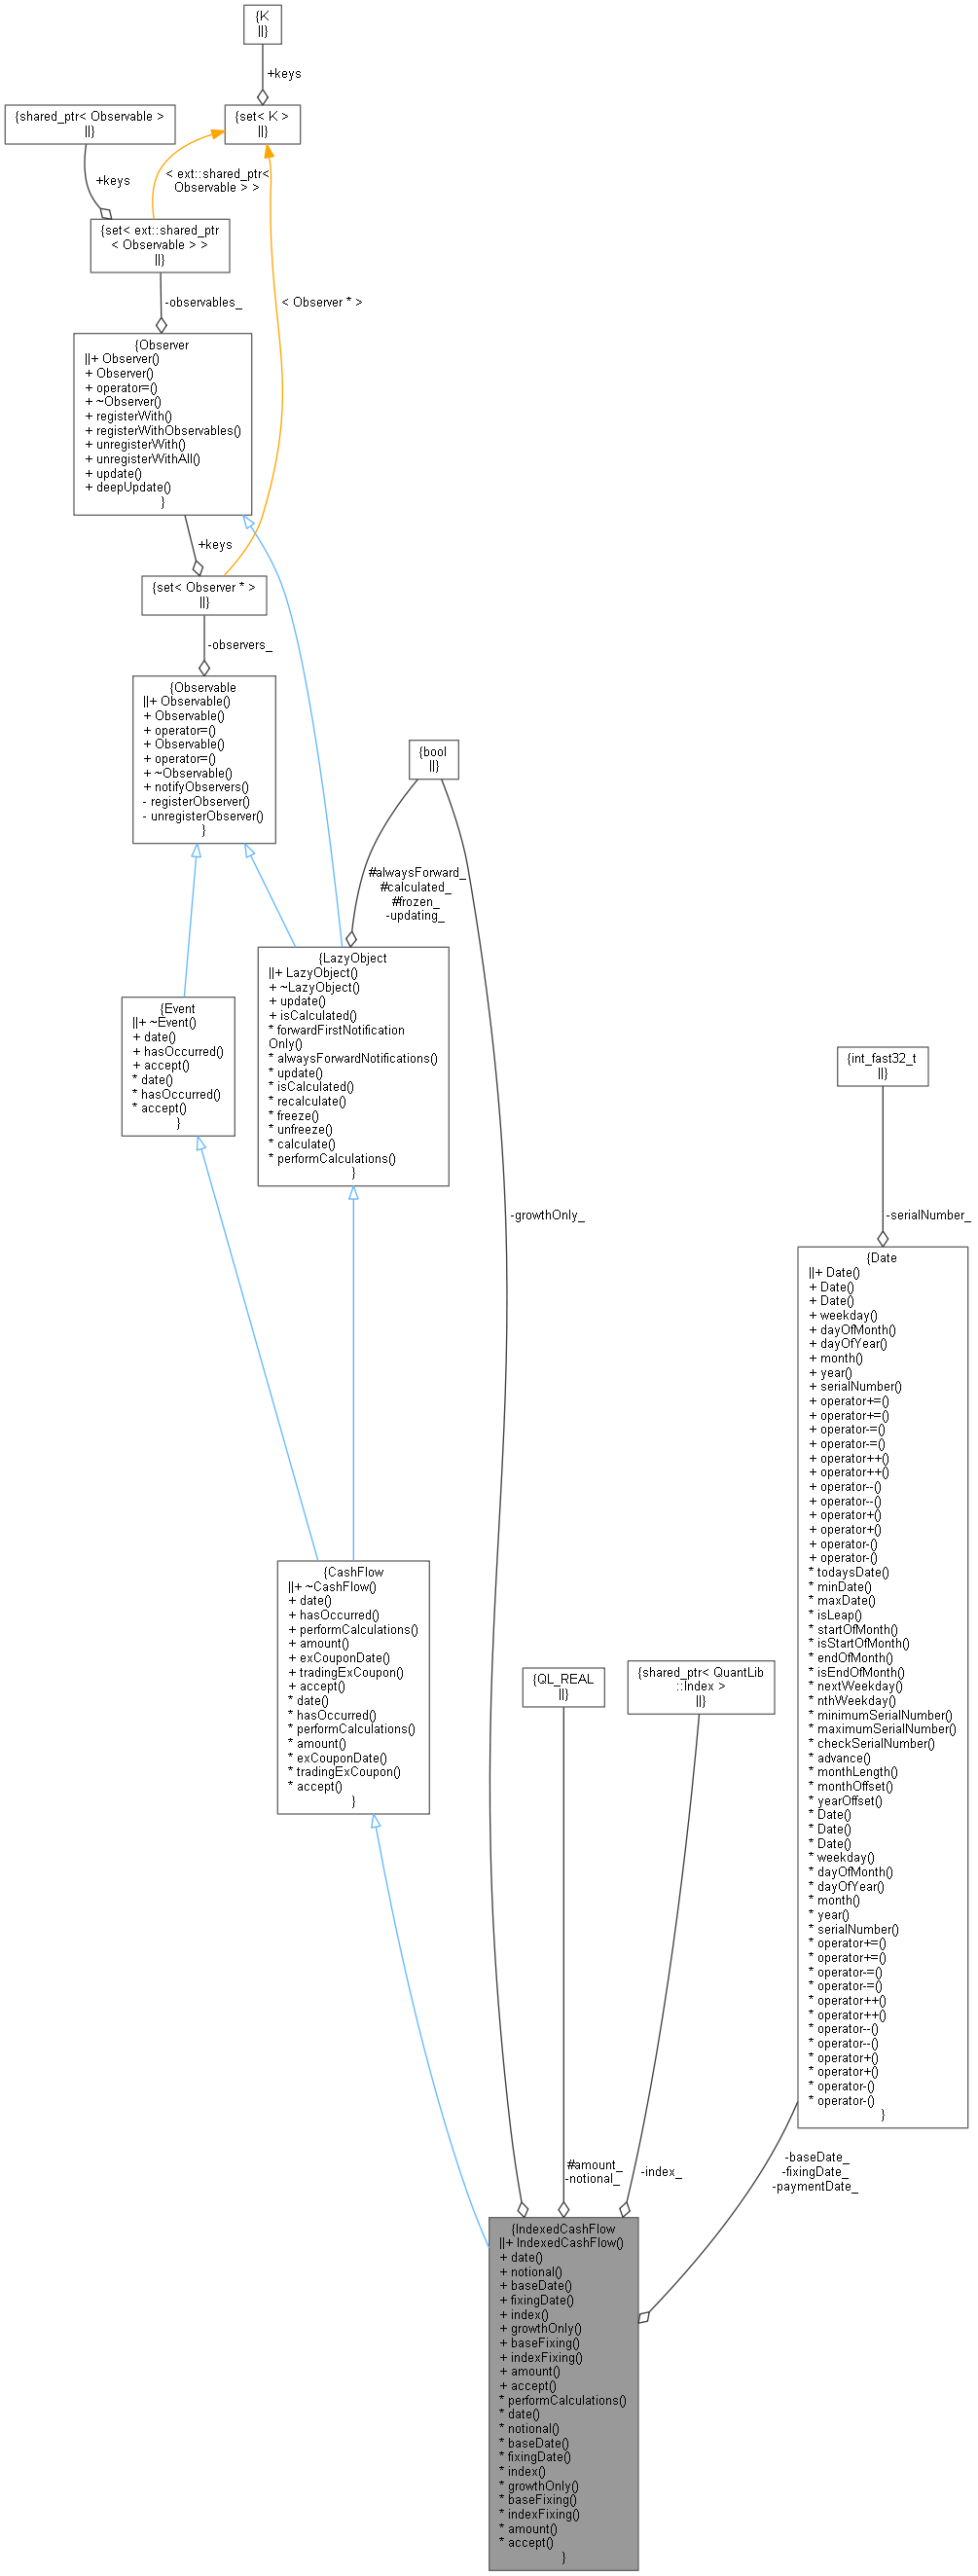 {K
||}
+keys
{shared_ptr< Observable >
||}
{set< K >
||}
+keys
< ext::shared_ptr<
Observable > >
{set< ext::shared_ptr
< Observable > >
||}
-observables_
< Observer * >
{Observer
||+ Observer()
+ Observer()
+ operator=()
+ ~Observer()
+ registerWith()
+ registerWithObservables()
+ unregisterWith()
+ unregisterWithAll()
+ update()
+ deepUpdate()
}
+keys
{set< Observer * >
||}
-observers_
{Observable
||+ Observable()
+ Observable()
+ operator=()
+ Observable()
+ operator=()
+ ~Observable()
+ notifyObservers()
- registerObserver()
- unregisterObserver()
}
{bool
||}
#alwaysForward_
#calculated_
#frozen_
-updating_
{LazyObject
||+ LazyObject()
+ ~LazyObject()
+ update()
+ isCalculated()
* forwardFirstNotification
Only()
* alwaysForwardNotifications()
* update()
* isCalculated()
* recalculate()
* freeze()
* unfreeze()
* calculate()
* performCalculations()
}
{Event
||+ ~Event()
+ date()
+ hasOccurred()
+ accept()
* date()
* hasOccurred()
* accept()
}
{int_fast32_t
||}
-growthOnly_
-serialNumber_
{Date
||+ Date()
+ Date()
+ Date()
+ weekday()
+ dayOfMonth()
+ dayOfYear()
+ month()
+ year()
+ serialNumber()
+ operator+=()
+ operator+=()
+ operator-=()
+ operator-=()
+ operator++()
+ operator++()
+ operator--()
+ operator--()
+ operator+()
+ operator+()
+ operator-()
+ operator-()
* todaysDate()
* minDate()
* maxDate()
* isLeap()
* startOfMonth()
* isStartOfMonth()
* endOfMonth()
* isEndOfMonth()
* nextWeekday()
* nthWeekday()
* minimumSerialNumber()
* maximumSerialNumber()
* checkSerialNumber()
* advance()
* monthLength()
* monthOffset()
* yearOffset()
* Date()
* Date()
* Date()
* weekday()
* dayOfMonth()
* dayOfYear()
* month()
* year()
* serialNumber()
* operator+=()
* operator+=()
* operator-=()
* operator-=()
* operator++()
* operator++()
* operator--()
* operator--()
* operator+()
* operator+()
* operator-()
* operator-()
}
{CashFlow
||+ ~CashFlow()
+ date()
+ hasOccurred()
+ performCalculations()
+ amount()
+ exCouponDate()
+ tradingExCoupon()
+ accept()
* date()
* hasOccurred()
* performCalculations()
* amount()
* exCouponDate()
* tradingExCoupon()
* accept()
}
{QL_REAL
||}
{shared_ptr< QuantLib
::Index >
||}
#amount_
-notional_
-index_
-baseDate_
-fixingDate_
-paymentDate_
{IndexedCashFlow
||+ IndexedCashFlow()
+ date()
+ notional()
+ baseDate()
+ fixingDate()
+ index()
+ growthOnly()
+ baseFixing()
+ indexFixing()
+ amount()
+ accept()
* performCalculations()
* date()
* notional()
* baseDate()
* fixingDate()
* index()
* growthOnly()
* baseFixing()
* indexFixing()
* amount()
* accept()
}